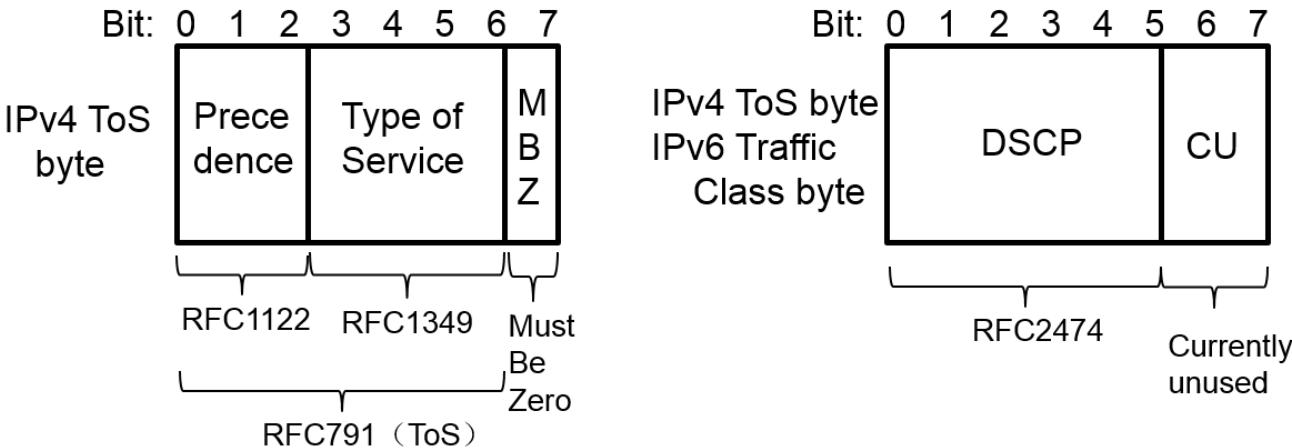 Bit: 0 1 2 3 4 5 6 7
IPv4 ToS
byte
Prece
dence
Type of
Service
M
B
Z
RFC1122
RFC1349
Must
Be
Zero
RFC791（ToS）
Bit: 0 1 2 3 4 5 6 7
IPv4 ToS byte
IPv6 Traffic
Class byte
DSCP
CU
RFC2474
Currently
unused